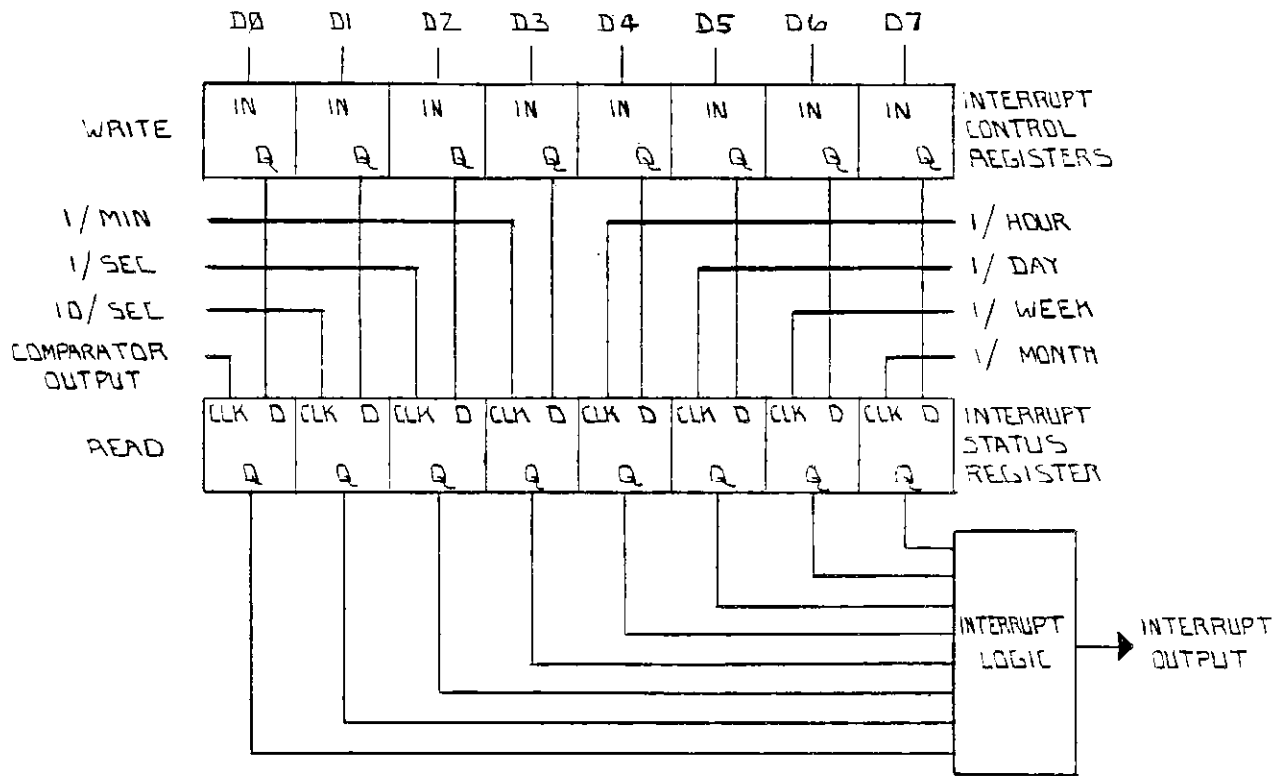 DØ D1 D2 D3 D4 D5 D6 D7
IN IN IN IN IN IN IN IN
WRITE
Q Q Q Q Q Q Q Q
INTERRUPT
CONTROL
REGISTERS
1/MIN
1/SEC
10/SEC
COMPARATOR
OUTPUT
1/HOUR
1/DAY
1/WEEK
1/MONTH
CLK D CLK D CLK D CLK D CLK D CLK D CLK D CLK D
READ
Q Q Q Q Q Q Q Q
INTERRUPT
STATUS
REGISTER
INTERRUPT
LOGIC
INTERRUPT
OUTPUT